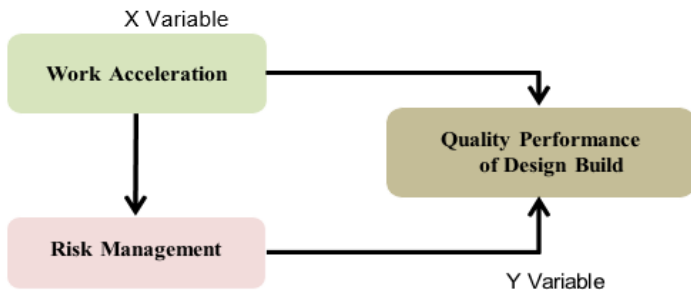 X Variable
Work Acceleration
Quality Performance
of Design Build
Risk Management
Y Variable